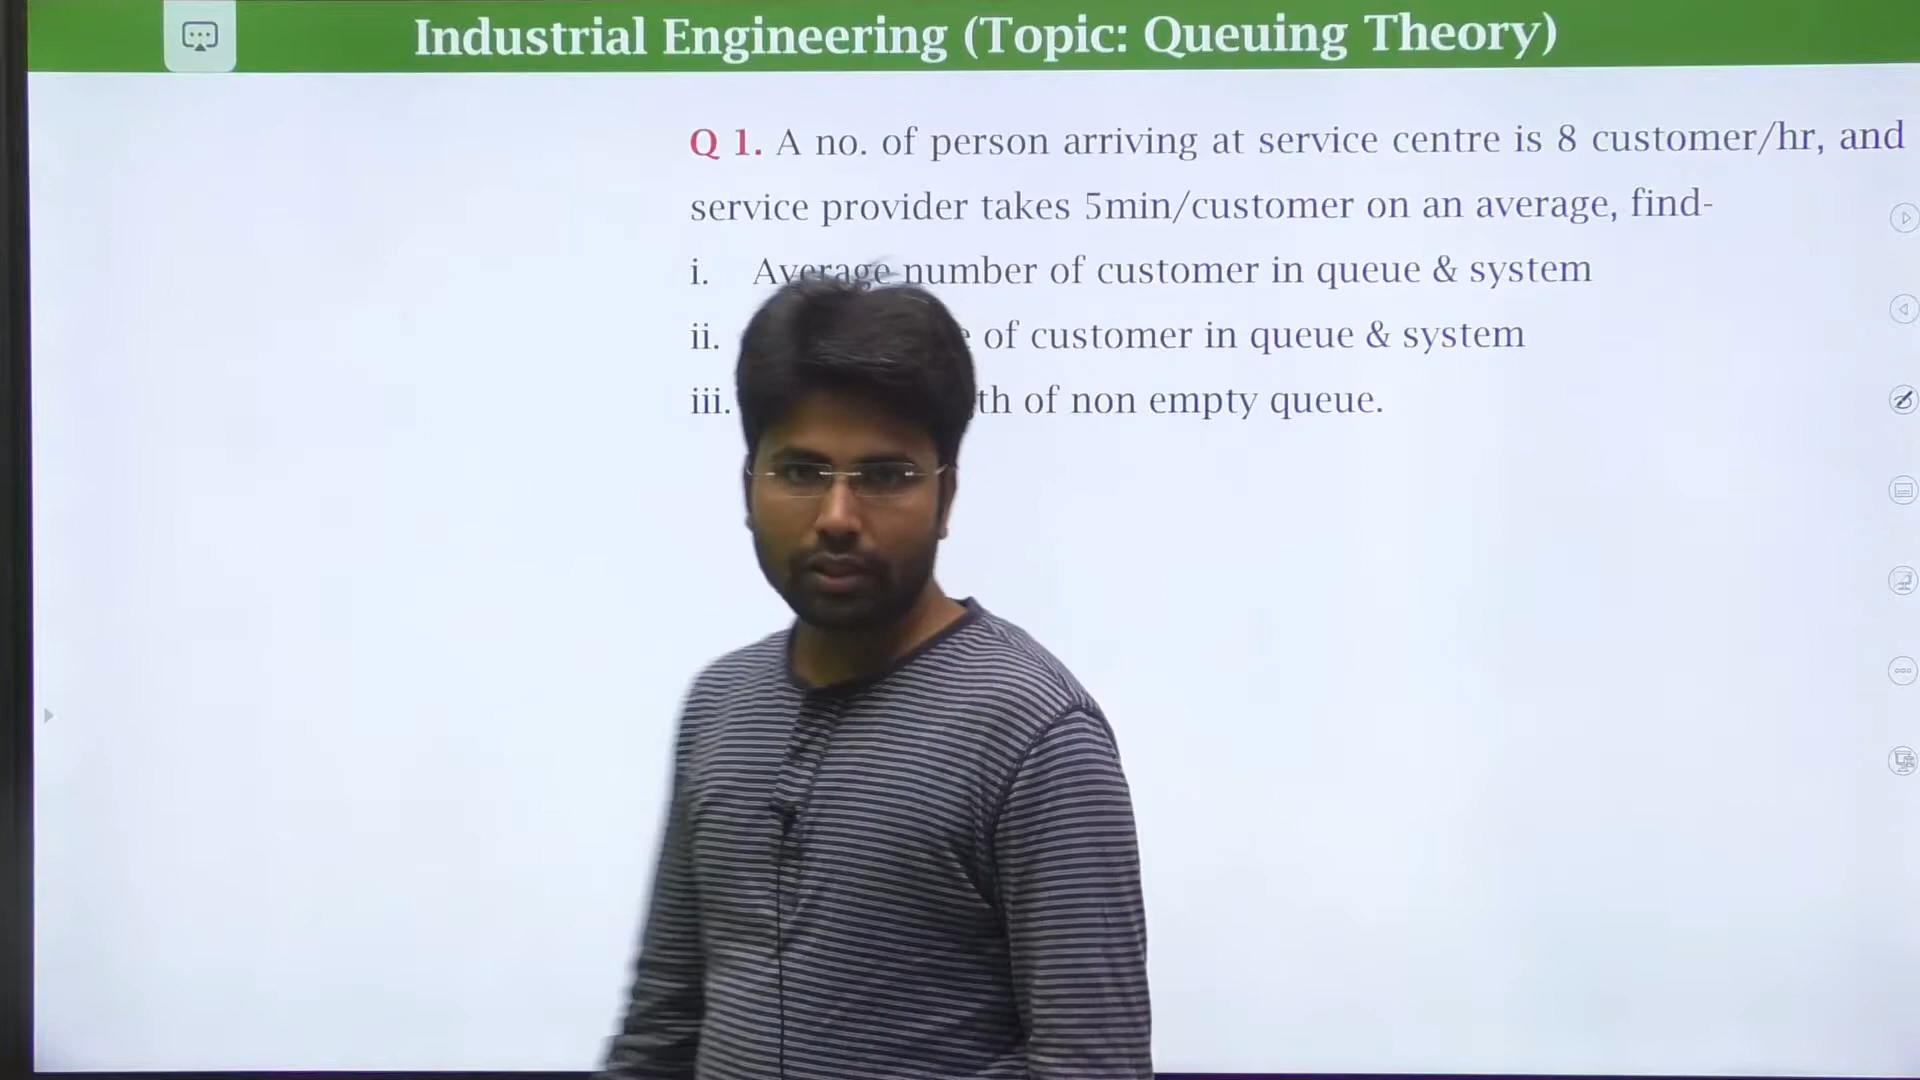 Industrial Engineering (Topic: Queuing Theory)
Q 1. A no. of person arriving at service centre is 8 customer/hr, and
service provider takes 5min/customer on an average, find-
i. Average number of customer in queue & system
ii. of customer in queue & system
iii. of non empty queue.